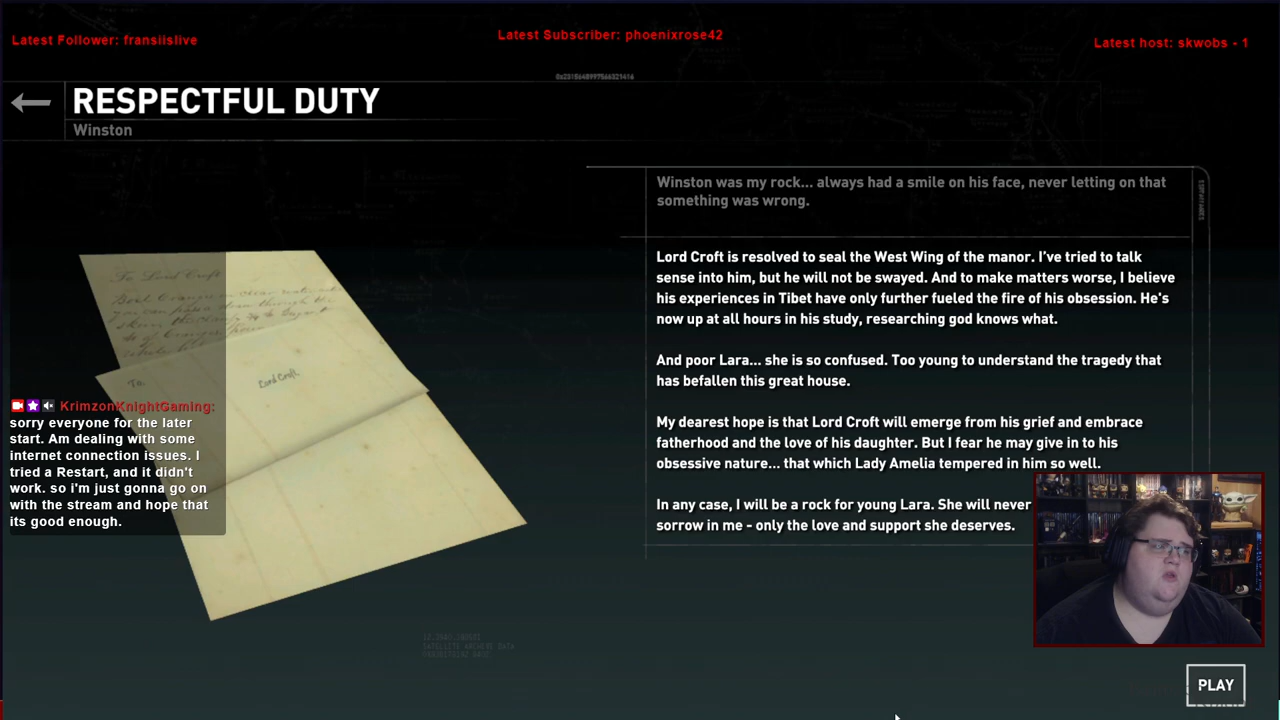 Latest Follower: fransiislive
Latest Subscriber: phoenixrose42
Latest host: skwobs - 1
RESPECTFUL DUTY
Winston
Winston was my rock... always had a smile on his face, never letting on that
something was wrong.
Lord Croft is resolved to seal the West Wing of the manor. I've tried to talk
sense into him, but he will not be swayed. And to make matters worse, I believe
his experiences in Tibet have only further fueled the fire of his obsession. He's
now up at all hours in his study, researching god knows what.
And poor Lara... she is so confused. Too young to understand the tragedy that
has befallen this great house.
My dearest hope is that Lord Croft will emerge from his grief and embrace
fatherhood and the love of his daughter. But I fear he may give in to his
obsessive nature... that which Lady Amelia tempered in him so well.
In any case, I will be a rock for young Lara. She will never
sorrow in me - only the love and support she deserves.
To Lord Croft
To:
Lord Croft
KrimzonKnightGaming:
sorry everyone for the later
start. Am dealing with some
internet connection issues. I
tried a Restart, and it didn't
work. so i'm just gonna go on
with the stream and hope that
its good enough.
PLAY